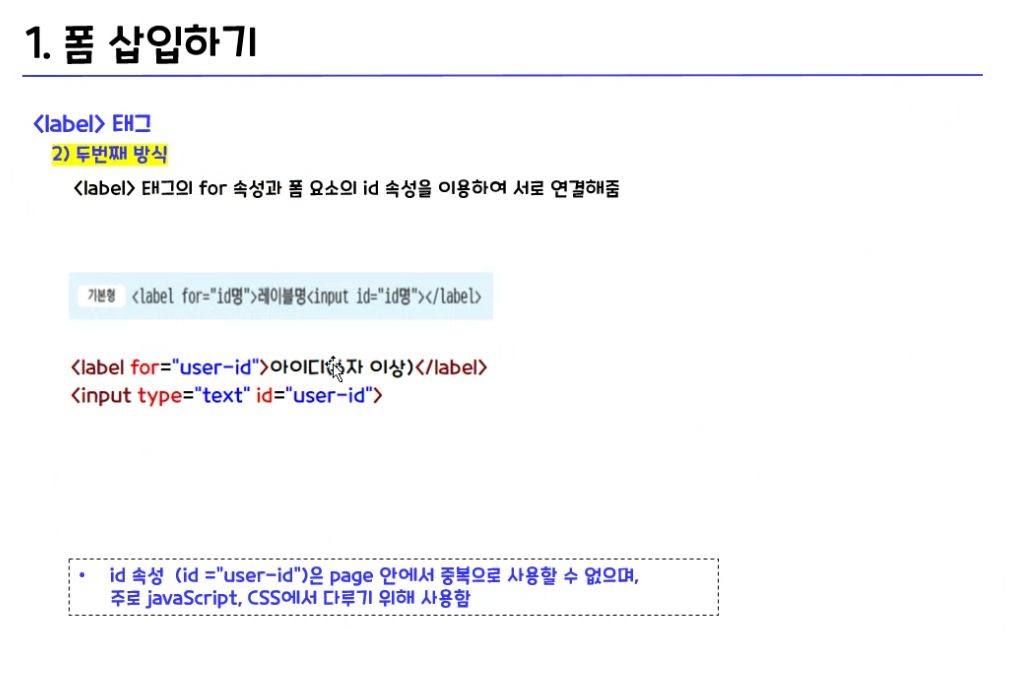 1. 폼 삽입하기
<label> 태그
2) 두번째 방식
<label> 태그의 for 속성과 폼 요소의 id 속성을 이용하여 서로 연결해줌
기본형 <label for="id명">레이블명<input id="id명"></label>
<label for="user-id">아이디( 자 이상)</label>
<input type="text" id="user-id">
• id 속성 (id ="user-id")은 page 안에서 중복으로 사용할 수 없으며,
주로 javaScript, CSS에서 다루기 위해 사용함